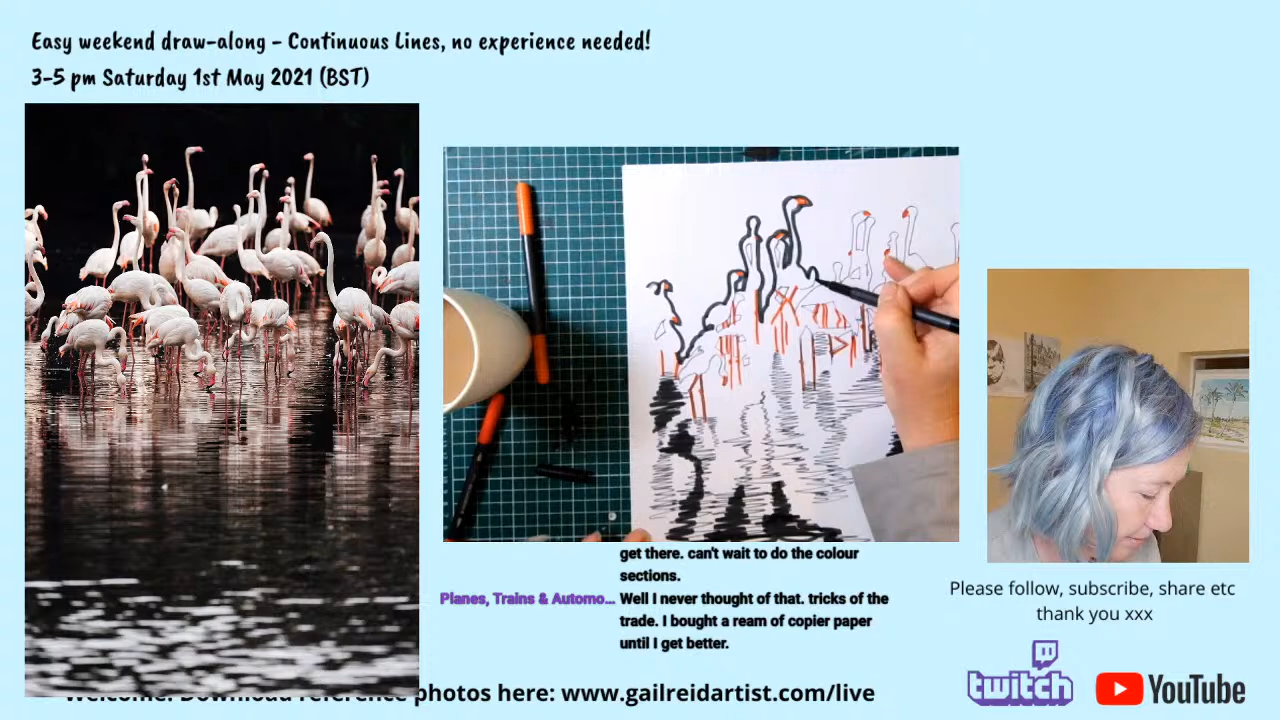 Easy weekend draw-along - Continuous Lines, no experience needed!
3-5 pm Saturday 1st May 2021 (BST)
get there. can't wait to do the colour
sections.
Planes, Trains & Automo... Well I never thought of that. tricks of the
trade. I bought a ream of copier paper
until I get better.
Please follow, subscribe, share etc
thank you xxx
photos here: www.gailreidartist.com/live
twitch
YouTube